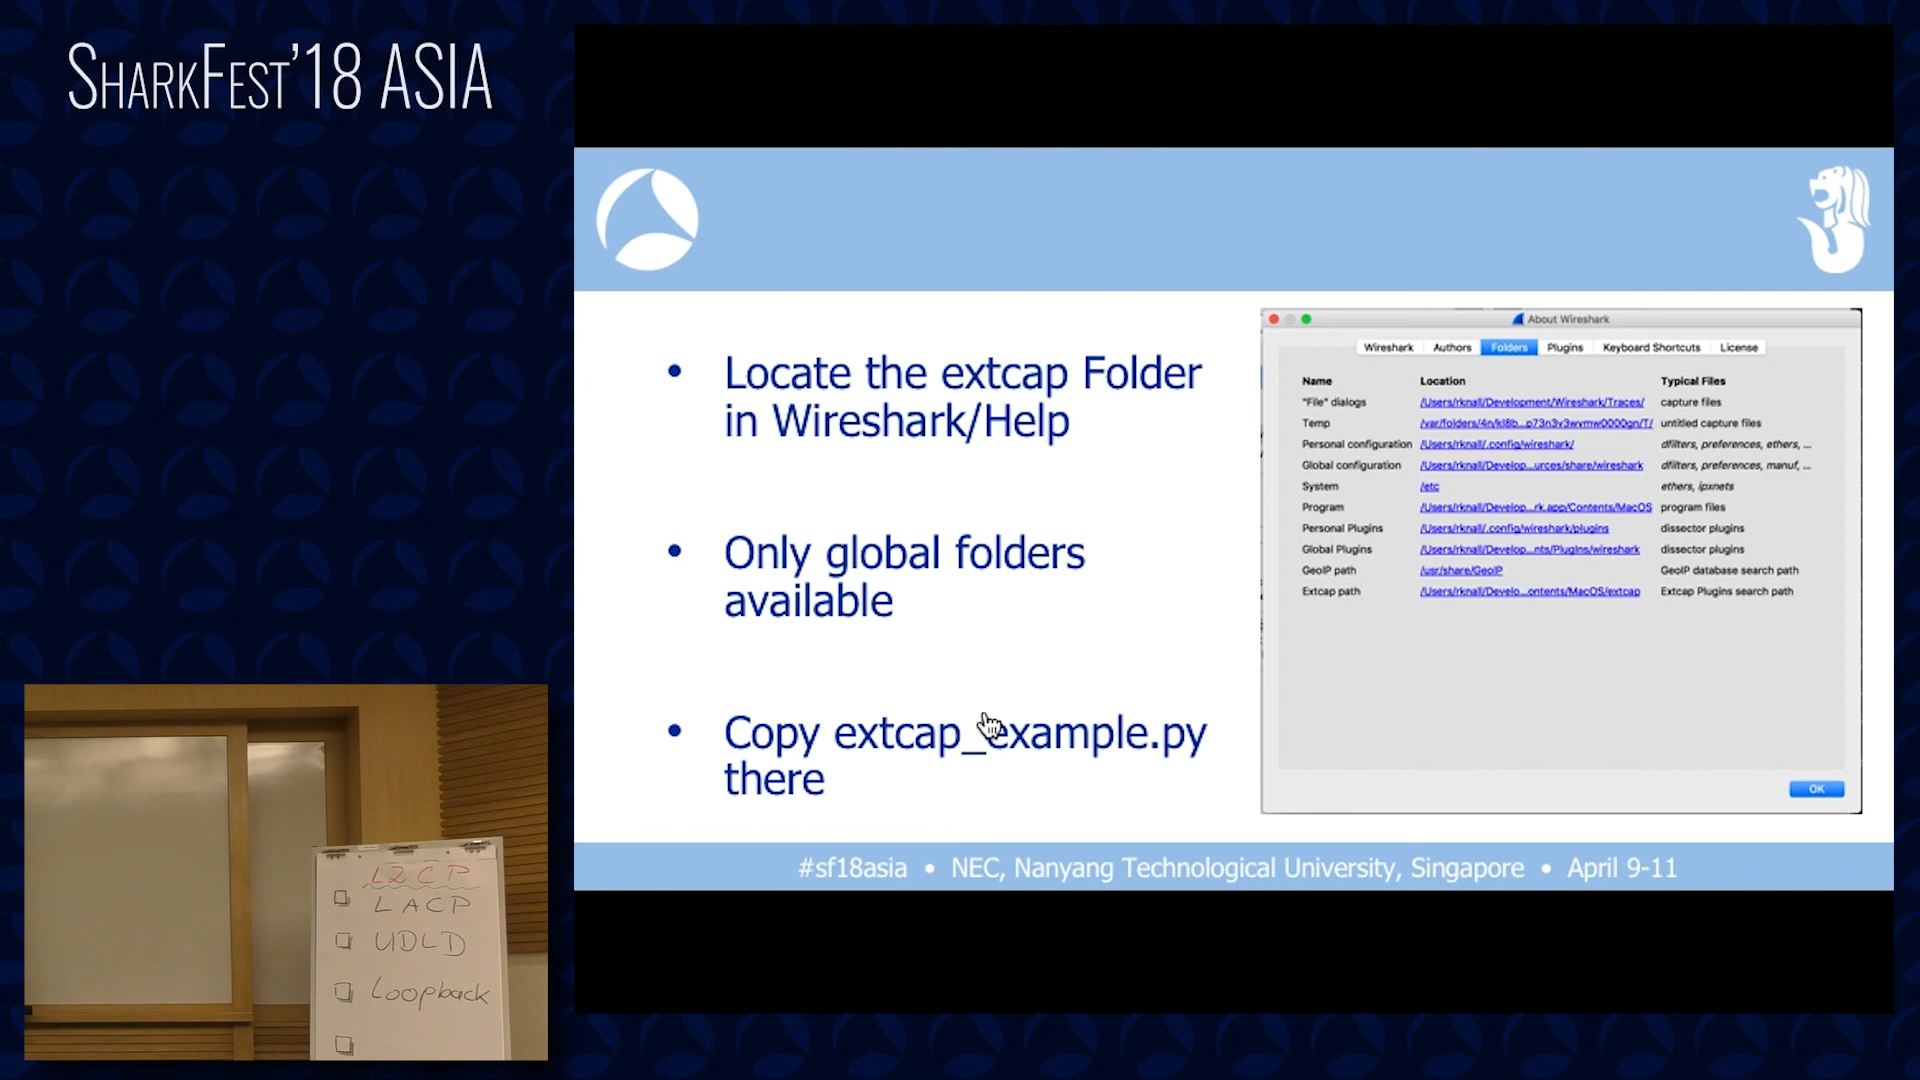 SHARKFEST'18 ASIA
• Locate the extcap Folder
in Wireshark/Help
• Only global folders
available
• Copy extcap_example.py
there
About Wireshark
Wireshark Authors Folders Plugins Keyboard Shortcuts License
Name Location Typical Files
"File" dialogs /Users/rknall/Development/Wireshark/Traces/ capture files
Temp /var/folders/4n/kl8b...p73n3v3wvmw0000gn/T/ untitled capture files
Personal configuration /Users/rknall/.config/wireshark/ dfilters, preferences, ethers, ...
Global configuration /Users/rknall/Develop...urces/share/wireshark dfilters, preferences, manuf, ...
System /etc ethers, ipxnets
Program /Users/rknall/Develop...rk.app/Contents/MacOS program files
Personal Plugins /Users/rknall/.config/wireshark/plugins dissector plugins
Global Plugins /Users/rknall/Develop...nts/PlugIns/wireshark dissector plugins
GeoIP path /usr/share/GeoIP GeoIP database search path
Extcap path /Users/rknall/Develo...ontents/MacOS/extcap Extcap Plugins search path
OK
#sf18asia • NEC, Nanyang Technological University, Singapore • April 9-11
L2CP
LACP
UDLD
Loopback